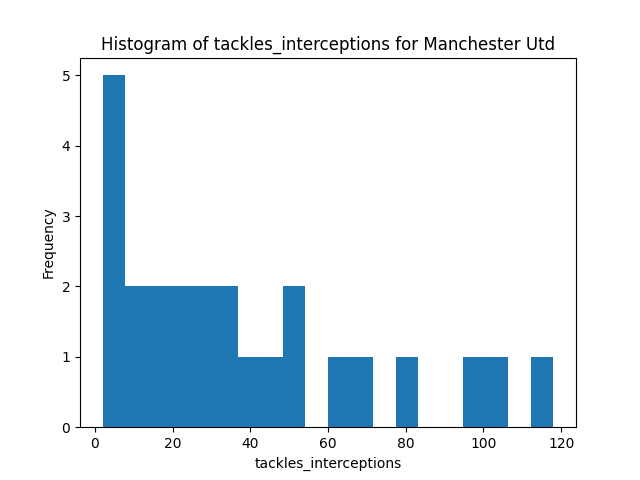 Histogram of tackles_interceptions for Manchester Utd
5
4
3
2
1
0
Frequency
0 20 40 60 80 100 120
tackles_interceptions